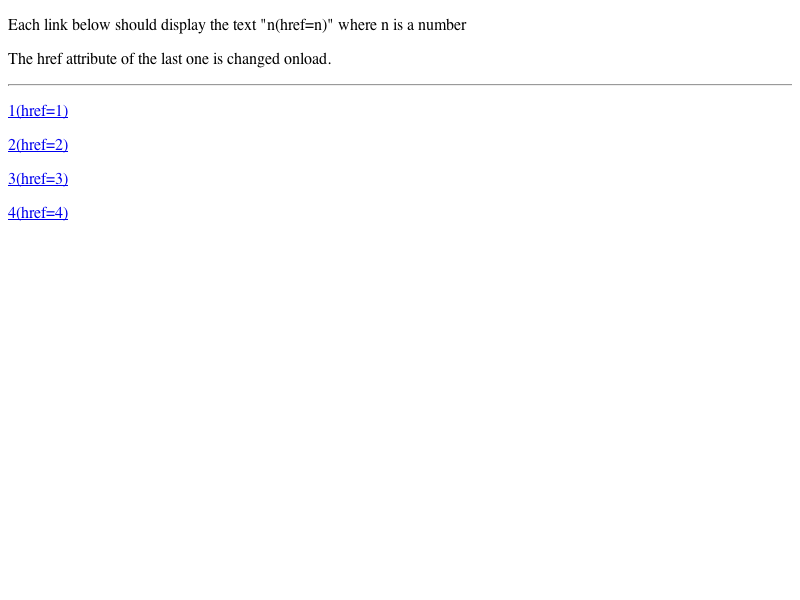 Each link below should display the text "n(href=n)" where n is a number
The href attribute of the last one is changed onload.
1(href=1)
2(href=2)
3(href=3)
4(href=4)